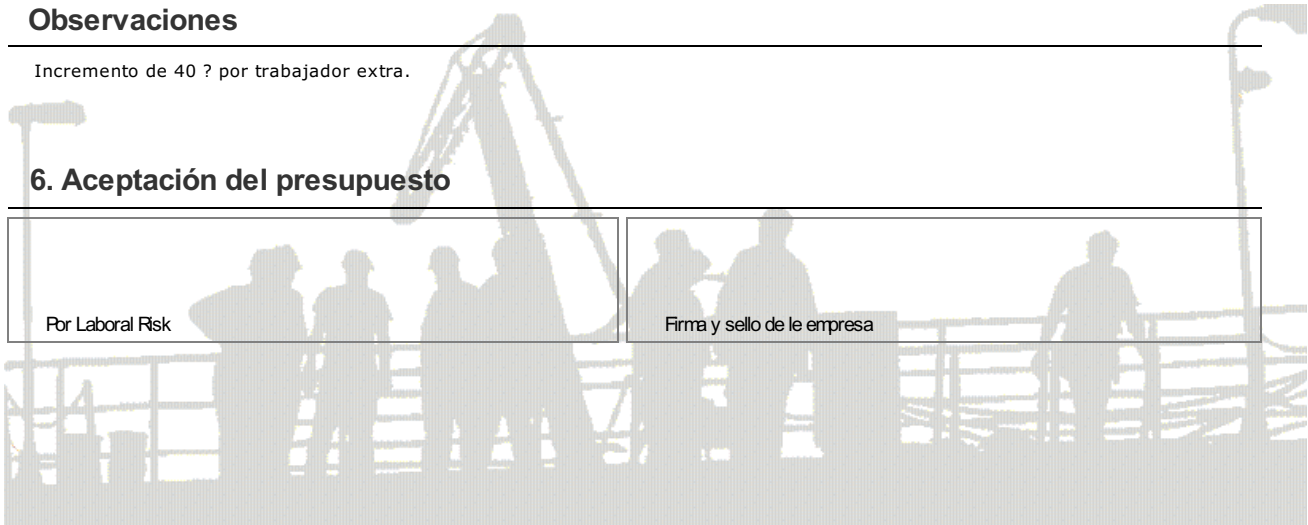 Observaciones
Incremento de 40 ? por trabajador extra.
6. Aceptación del presupuesto
Por Laboral Risk
Firma y sello de le empresa